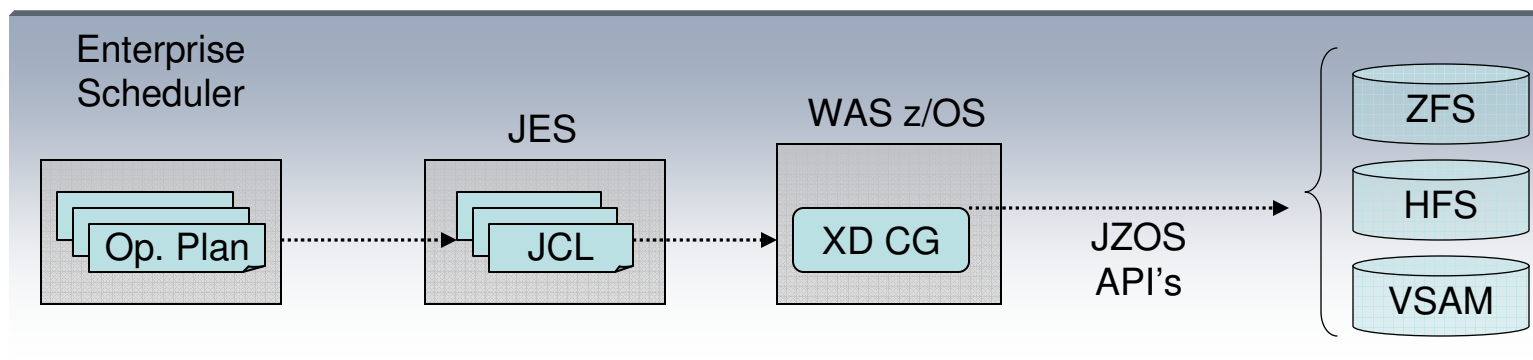 Enterprise
Scheduler
Op. Plan
JES
JCL
WAS z/OS
XD CG
JZOS
API's
ZFS
HFS
VSAM